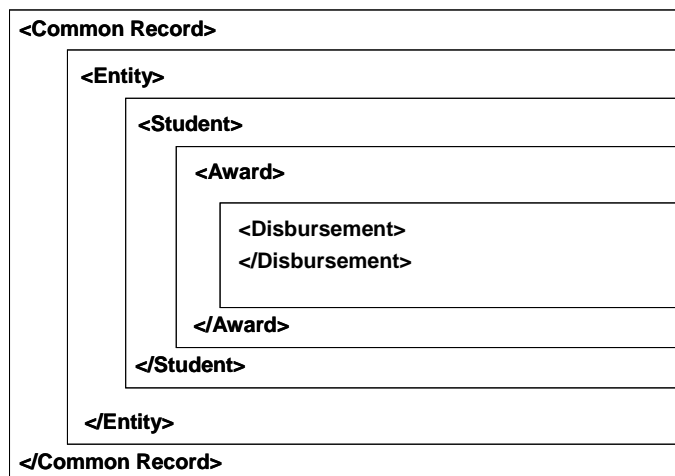 <Common Record>
<Entity>
<Student>
<Award>
<Disbursement>
</Disbursement>
</Award>
</Student>
</Entity>
</Common Record>